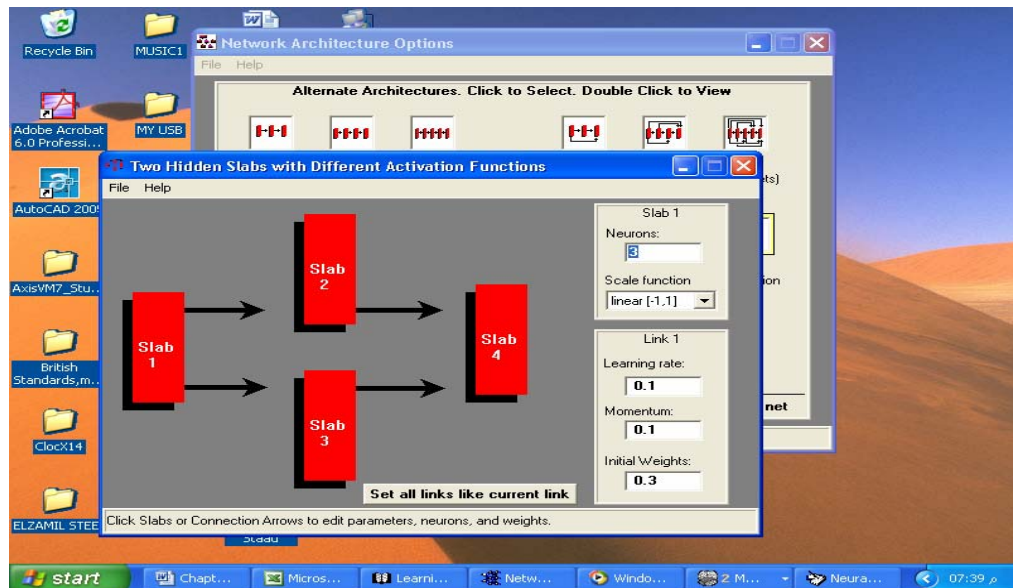 Recycle Bin
MUSIC1
Adobe Acrobat
6.0 Professi...
MY USB
AutoCAD 200
AxisVM7_Stu..
British
Standards,m..
ClocX14
ELZAMIL STEE
Network Architecture Options
File Help
Alternate Architectures. Click to Select. Double Click to View
ets)
ion
net
Two Hidden Slabs with Different Activation Functions
File Help
Slab
1
Slab
2
Slab
3
Slab
4
Slab 1
Neurons:
3
Scale function
linear [-1,1]
Link 1
Learning rate:
0.1
Momentum:
0.1
Initial Weights:
0.3
Set all links like current link
Click Slabs or Connection Arrows to edit parameters, neurons, and weights.
start
Chapt...
Micros...
Learni...
Netw...
Windo...
2 M...
Neura...
07:39 م